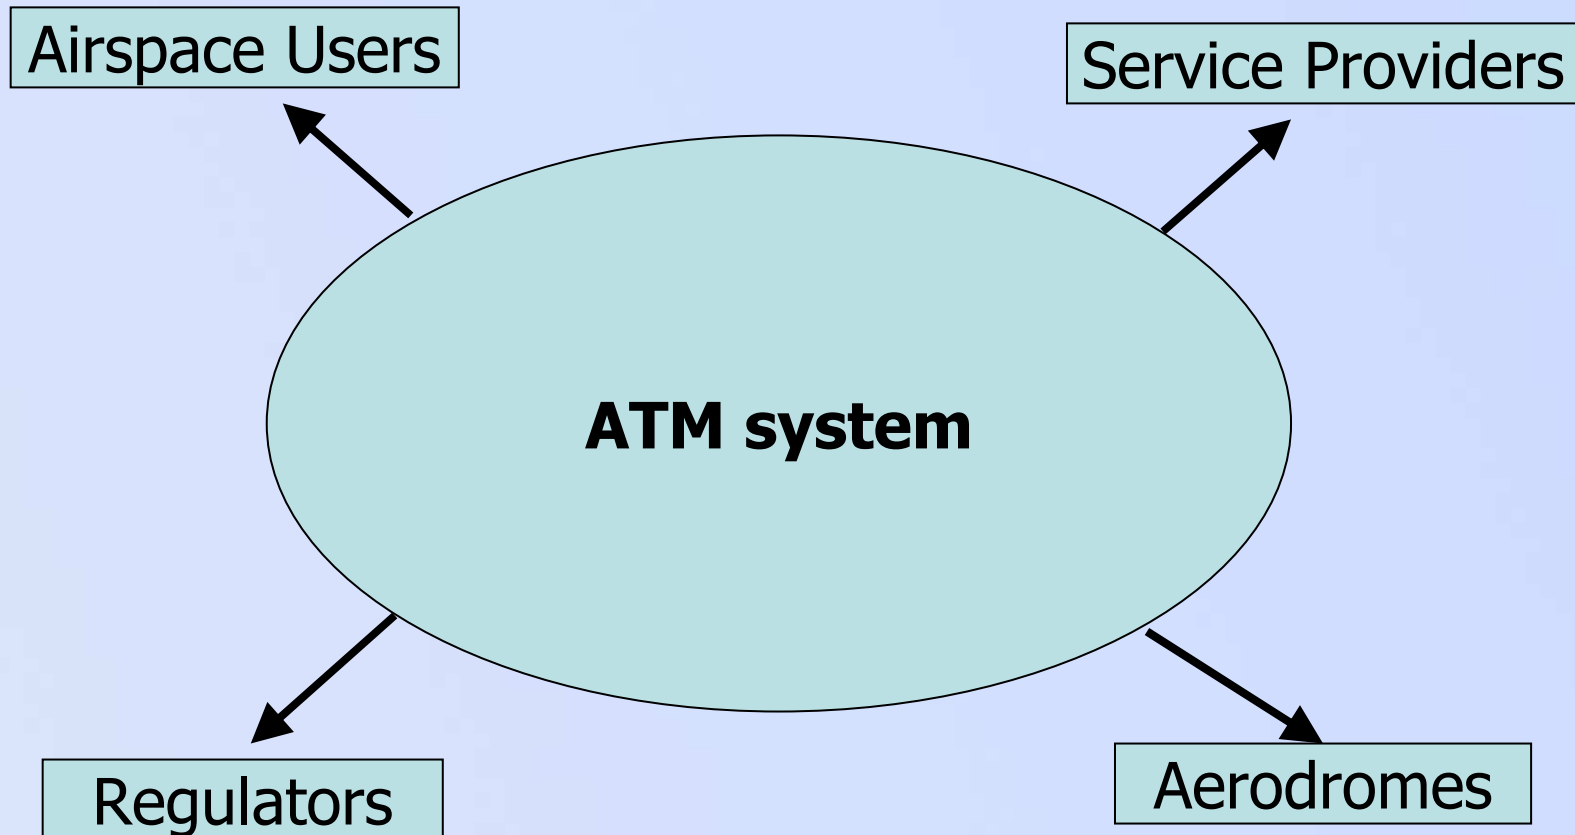 Airspace Users
Service Providers
ATM system
Regulators
Aerodromes